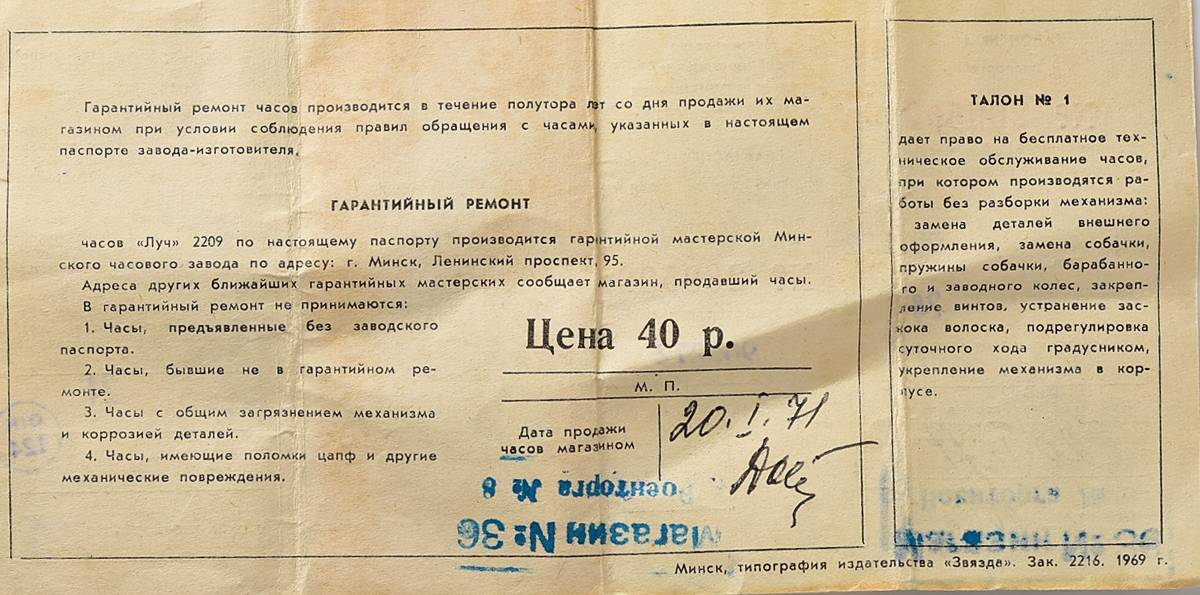 Гарантийный ремонт часов производится в течение полутора лет со дня продажи их ма-
газином при условии соблюдения правил обращения с часами, указанных в настоящем
паспорте завода-изготовителя.
ГАРАНТИЙНЫЙ РЕМОНТ
часов «Луч» 2209 по настоящему паспорту производится гарантийной мастерской Мин-
ского часового завода по адресу: г. Минск, Ленинский проспект, 95.
Адреса других ближайших гарантийных мастерских сообщает магазин, продавший часы.
В гарантийный ремонт не принимаются:
1. Часы, предъявленные без заводского
паспорта.
2. Часы, бывшие не в гарантийном ре-
монте.
3. Часы с общим загрязнением механизма
и коррозией деталей.
4. Часы, имеющие поломки цапф и другие
механические повреждения.
Цена 40 р.
М. П.
Дата продажи
часов магазином
20. I. 71
Магазин № 36
оенторга № 8
ТАЛОН № 1
дает право на бесплатное тех-
ническое обслуживание часов,
при котором производятся ра-
боты без разборки механизма:
замена деталей внешнего
оформления, замена собачки,
пружины собачки, барабанно-
го и заводного колес, закреп-
ление винтов, устранение зас-
кока волоска, подрегулировка
суточного хода градусником,
укрепление механизма в кор-
пусе.
Минск, типография издательства «Звязда». Зак. 2216. 1969 г.